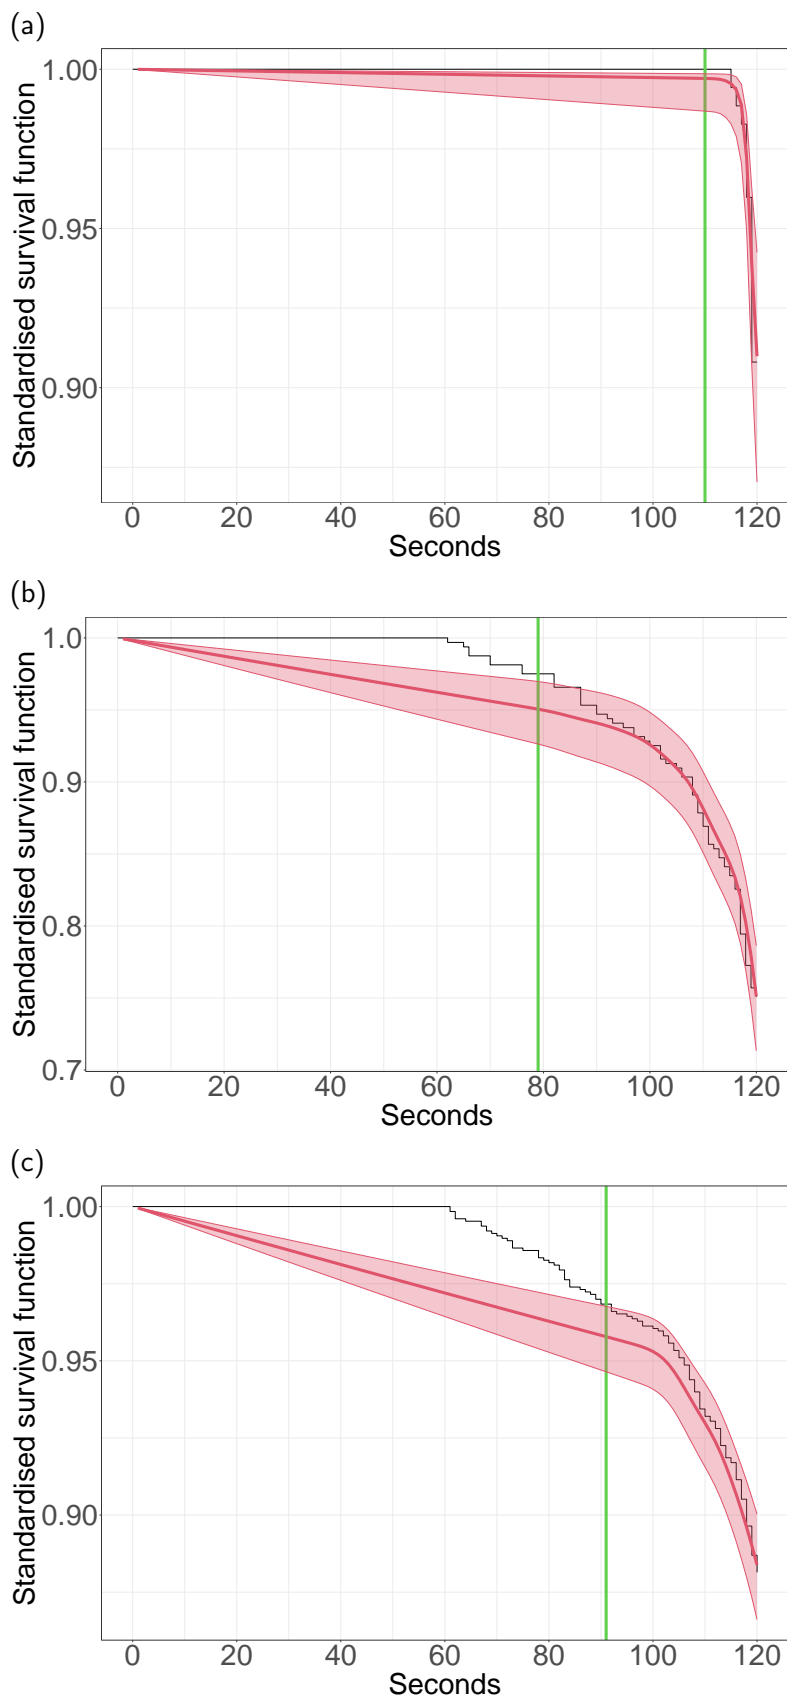 (a)
Standardised survival function
1.00
0.95
0.90
0 20 40 60 80 100 120
Seconds
(b)
Standardised survival function
1.0
0.9
0.8
0.7
0 20 40 60 80 100 120
Seconds
(c)
Standardised survival function
1.00
0.95
0.90
0 20 40 60 80 100 120
Seconds